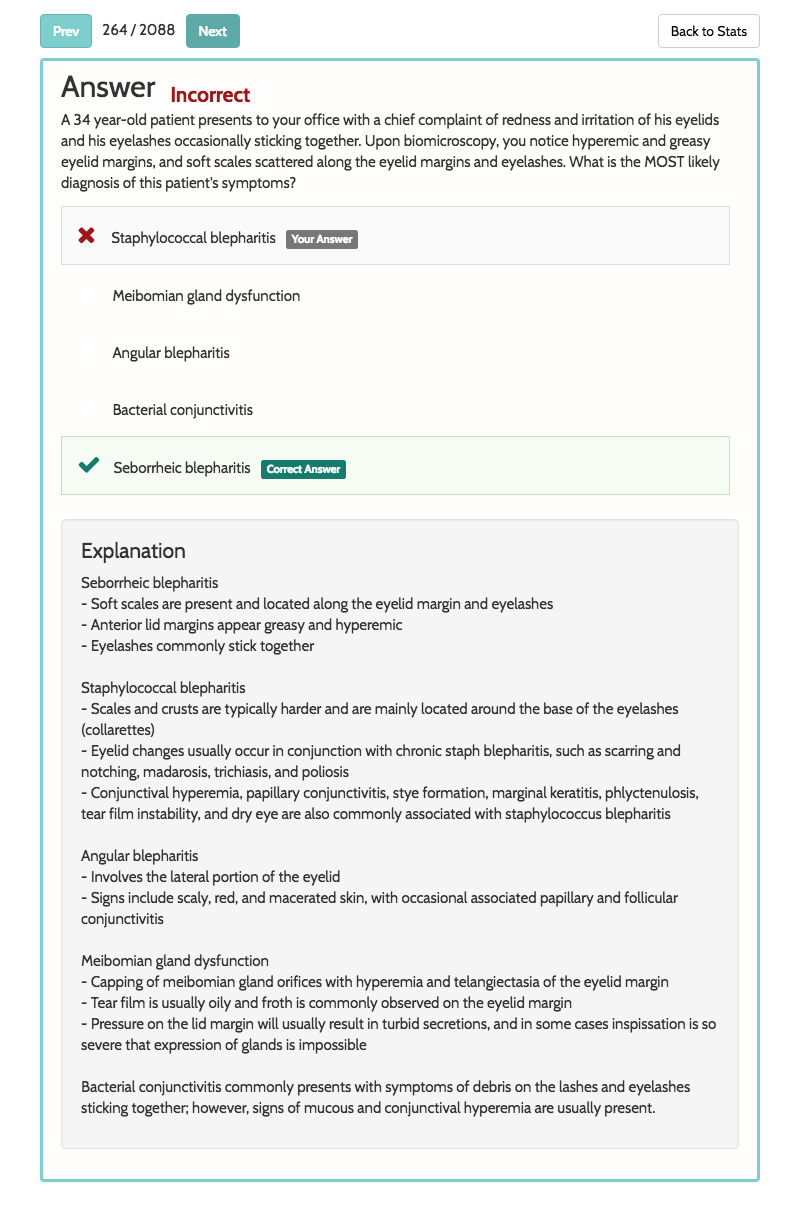 Prev 264 / 2088 Next Back to Stats
Answer Incorrect
A 34 year-old patient presents to your office with a chief complaint of redness and irritation of his eyelids
and his eyelashes occasionally sticking together. Upon biomicroscopy, you notice hyperemic and greasy
eyelid margins, and soft scales scattered along the eyelid margins and eyelashes. What is the MOST likely
diagnosis of this patient's symptoms?
Staphylococcal blepharitis Your Answer
Meibomian gland dysfunction
Angular blepharitis
Bacterial conjunctivitis
Seborrheic blepharitis Correct Answer
Explanation
Seborrheic blepharitis
- Soft scales are present and located along the eyelid margin and eyelashes
- Anterior lid margins appear greasy and hyperemic
- Eyelashes commonly stick together
Staphylococcal blepharitis
- Scales and crusts are typically harder and are mainly located around the base of the eyelashes
(collarettes)
- Eyelid changes usually occur in conjunction with chronic staph blepharitis, such as scarring and
notching, madarosis, trichiasis, and poliosis
- Conjunctival hyperemia, papillary conjunctivitis, stye formation, marginal keratitis, phlyctenulosis,
tear film instability, and dry eye are also commonly associated with staphylococcus blepharitis
Angular blepharitis
- Involves the lateral portion of the eyelid
- Signs include scaly, red, and macerated skin, with occasional associated papillary and follicular
conjunctivitis
Meibomian gland dysfunction
- Capping of meibomian gland orifices with hyperemia and telangiectasia of the eyelid margin
- Tear film is usually oily and froth is commonly observed on the eyelid margin
- Pressure on the lid margin will usually result in turbid secretions, and in some cases inspissation is so
severe that expression of glands is impossible
Bacterial conjunctivitis commonly presents with symptoms of debris on the lashes and eyelashes
sticking together; however, signs of mucous and conjunctival hyperemia are usually present.